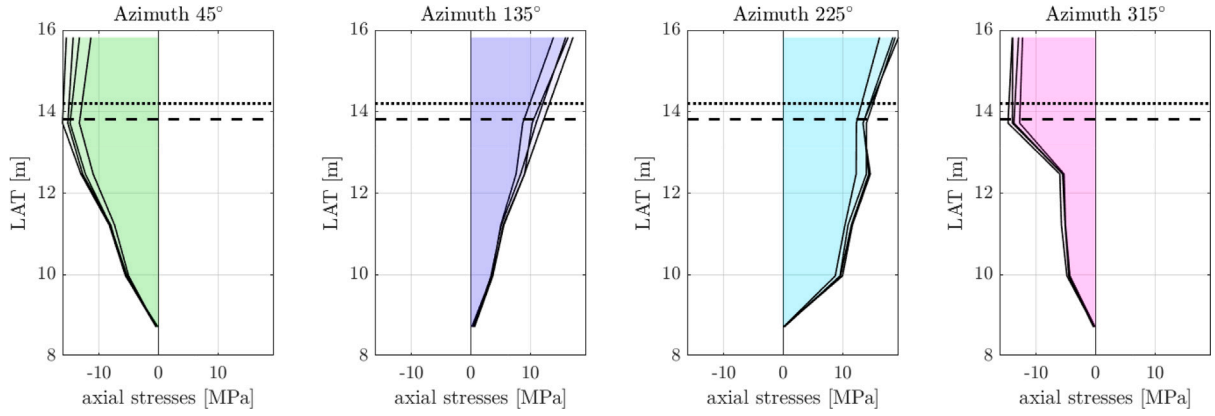 Azimuth 45° Azimuth 135° Azimuth 225° Azimuth 315°
16 16 16 16
14 14 14 14
LAT [m] LAT [m] LAT [m] LAT [m]
12 12 12 12
10 10 10 10
8 8 8 8
-10 0 10 -10 0 10 -10 0 10 -10 0 10
axial stresses [MPa] axial stresses [MPa] axial stresses [MPa] axial stresses [MPa]